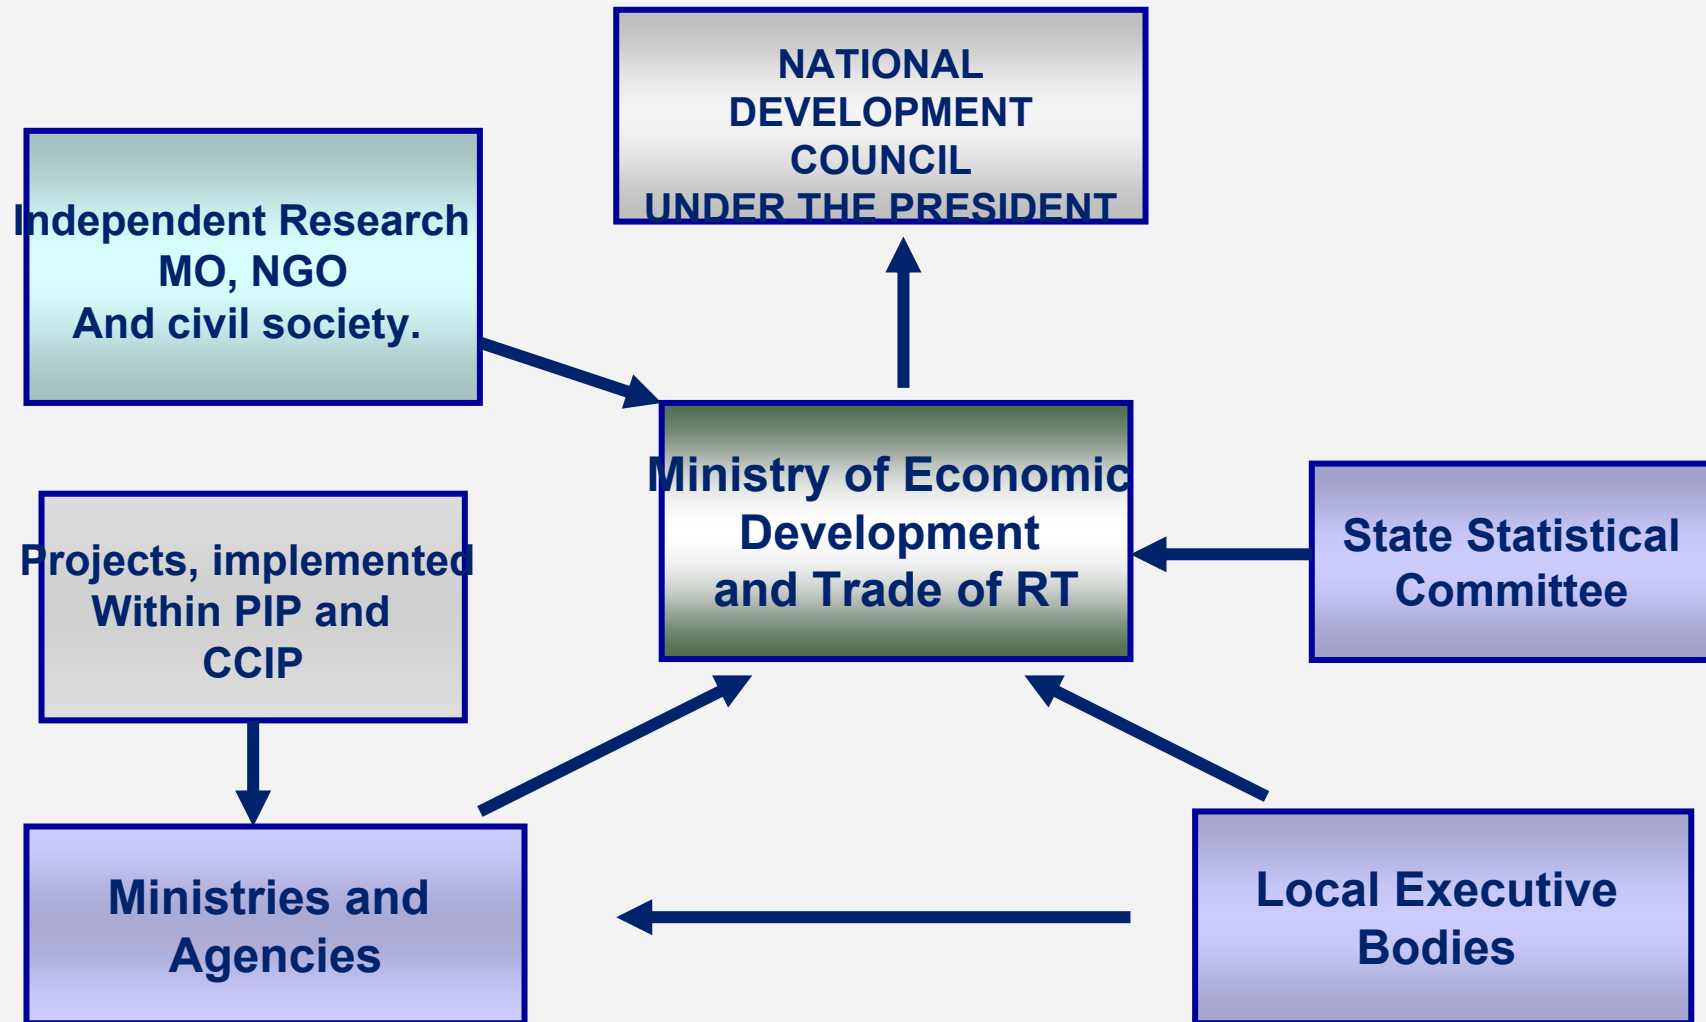 NATIONAL
DEVELOPMENT
COUNCIL
UNDER THE PRESIDENT
Independent Research
MO, NGO
And civil society.
Ministry of Economic
Development
and Trade of RT
State Statistical
Committee
Projects, implemented
Within PIP and
CCIP
Ministries and
Agencies
Local Executive
Bodies